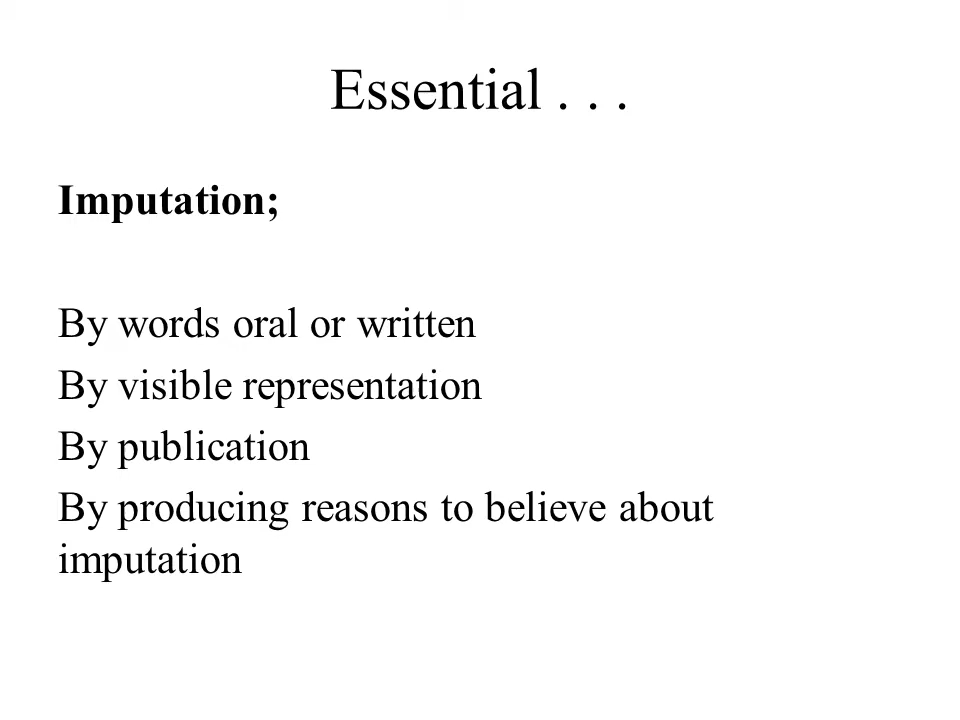 Essential . . .
Imputation;
By words oral or written
By visible representation
By publication
By producing reasons to believe about
imputation